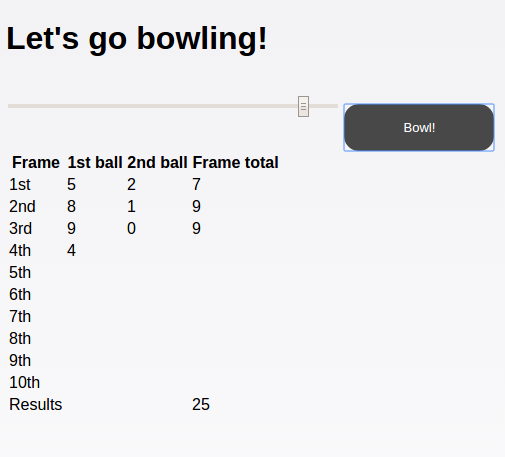 Let's go bowling!
Bowl!
Frame 1st ball 2nd ball Frame total
1st 5 2 7
2nd 8 1 9
3rd 9 0 9
4th 4
5th
6th
7th
8th
9th
10th
Results 25